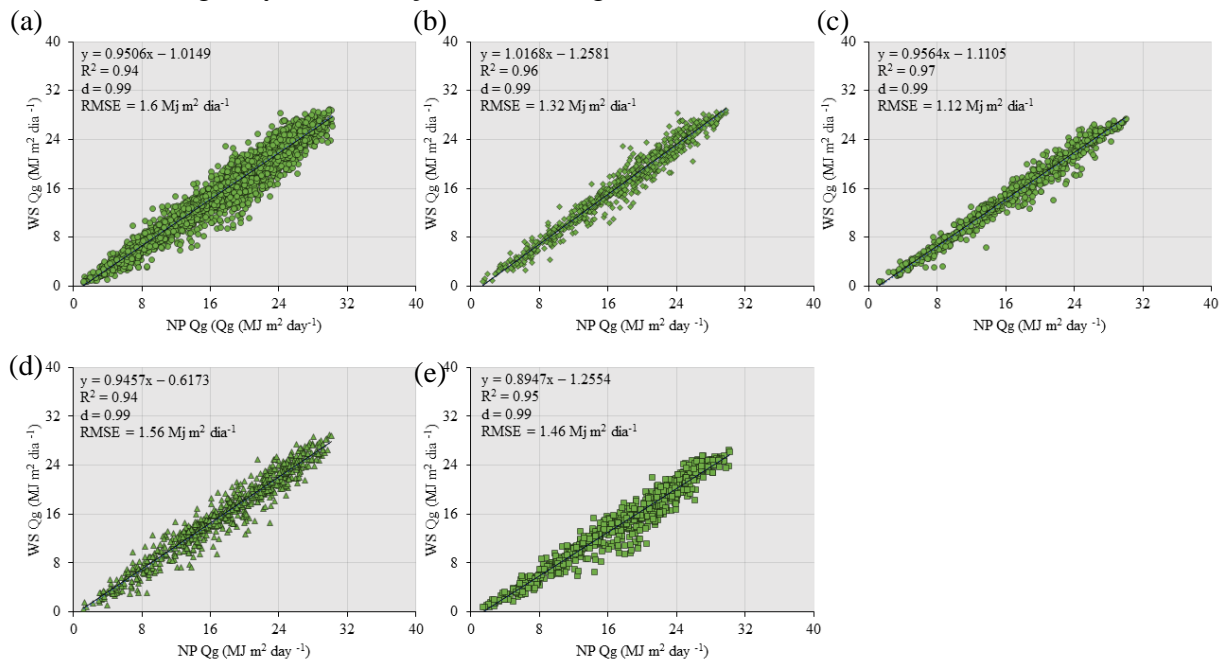 (a)
40
32
24
16
8
0
WS Qg (MJ m² dia ⁻¹)
y = 0.9506x – 1.0149
R² = 0.94
d = 0.99
RMSE = 1.6 Mj m² dia⁻¹
0 8 16 24 32 40
NP Qg (Qg (MJ m² day⁻¹)
(b)
40
32
24
16
8
0
WS Qg (MJ m² dia ⁻¹)
y = 1.0168x – 1.2581
R² = 0.96
d = 0.99
RMSE = 1.32 Mj m² dia⁻¹
0 8 16 24 32 40
NP Qg (MJ m² day⁻¹)
(c)
40
32
24
16
8
0
WS Qg (MJ m² dia ⁻¹)
y = 0.9564x – 1.1105
R² = 0.97
d = 0.99
RMSE = 1.12 Mj m² dia⁻¹
0 8 16 24 32 40
NP Qg (MJ m² day⁻¹)
(d)
40
32
24
16
8
0
WS Qg (MJ m² dia ⁻¹)
y = 0.9457x – 0.6173
R² = 0.94
d = 0.99
RMSE = 1.56 Mj m² dia⁻¹
0 8 16 24 32 40
NP Qg (MJ m² day⁻¹)
(e)
40
32
24
16
8
0
WS Qg (MJ m² dia ⁻¹)
y = 0.8947x – 1.2554
R² = 0.95
d = 0.99
RMSE = 1.46 Mj m² dia⁻¹
0 8 16 24 32 40
NP Qg (MJ m² day⁻¹)